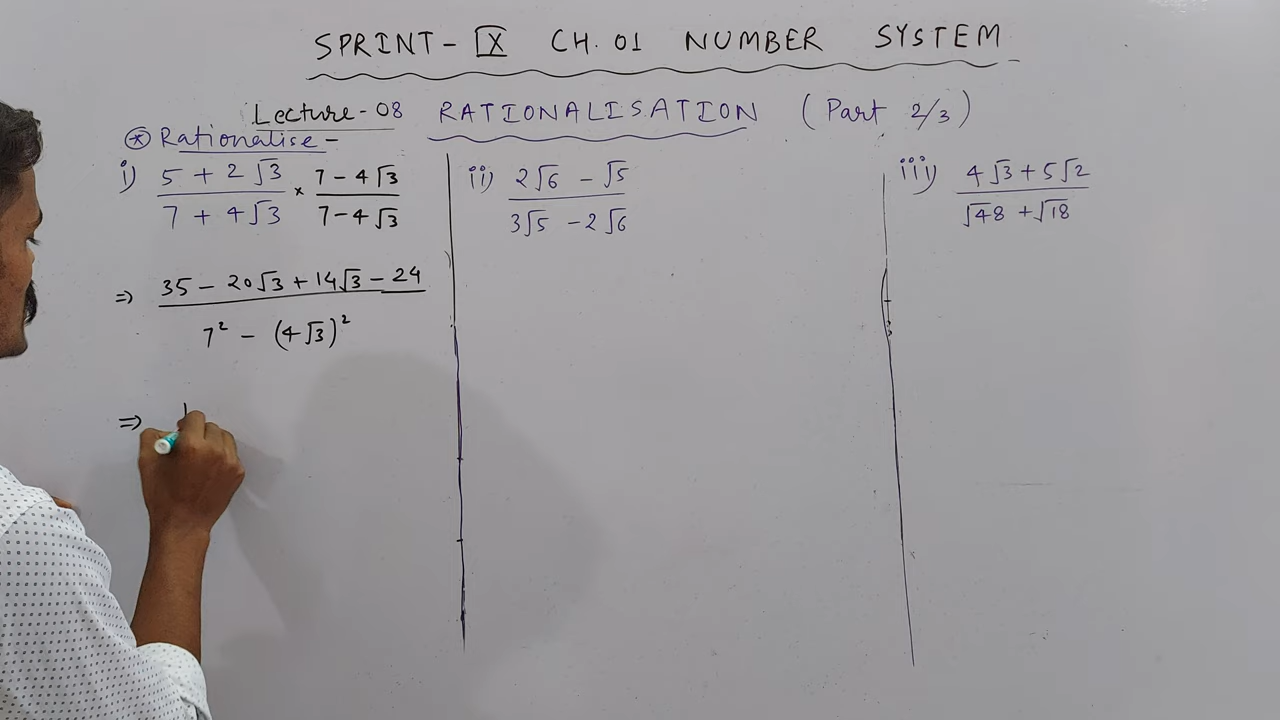 SPRINT - IX CH. 01 NUMBER SYSTEM
Lecture - 08 RATIONALISATION (Part 2/3)
* Rationalise -
i) (5 + 2√3)/(7 + 4√3) × (7 - 4√3)/(7 - 4√3)
⇒ (35 - 20√3 + 14√3 - 24)/(7² - (4√3)²)
⇒
ii) (2√6 - √5)/(3√5 - 2√6)
iii) (4√3 + 5√2)/(√48 + √18)